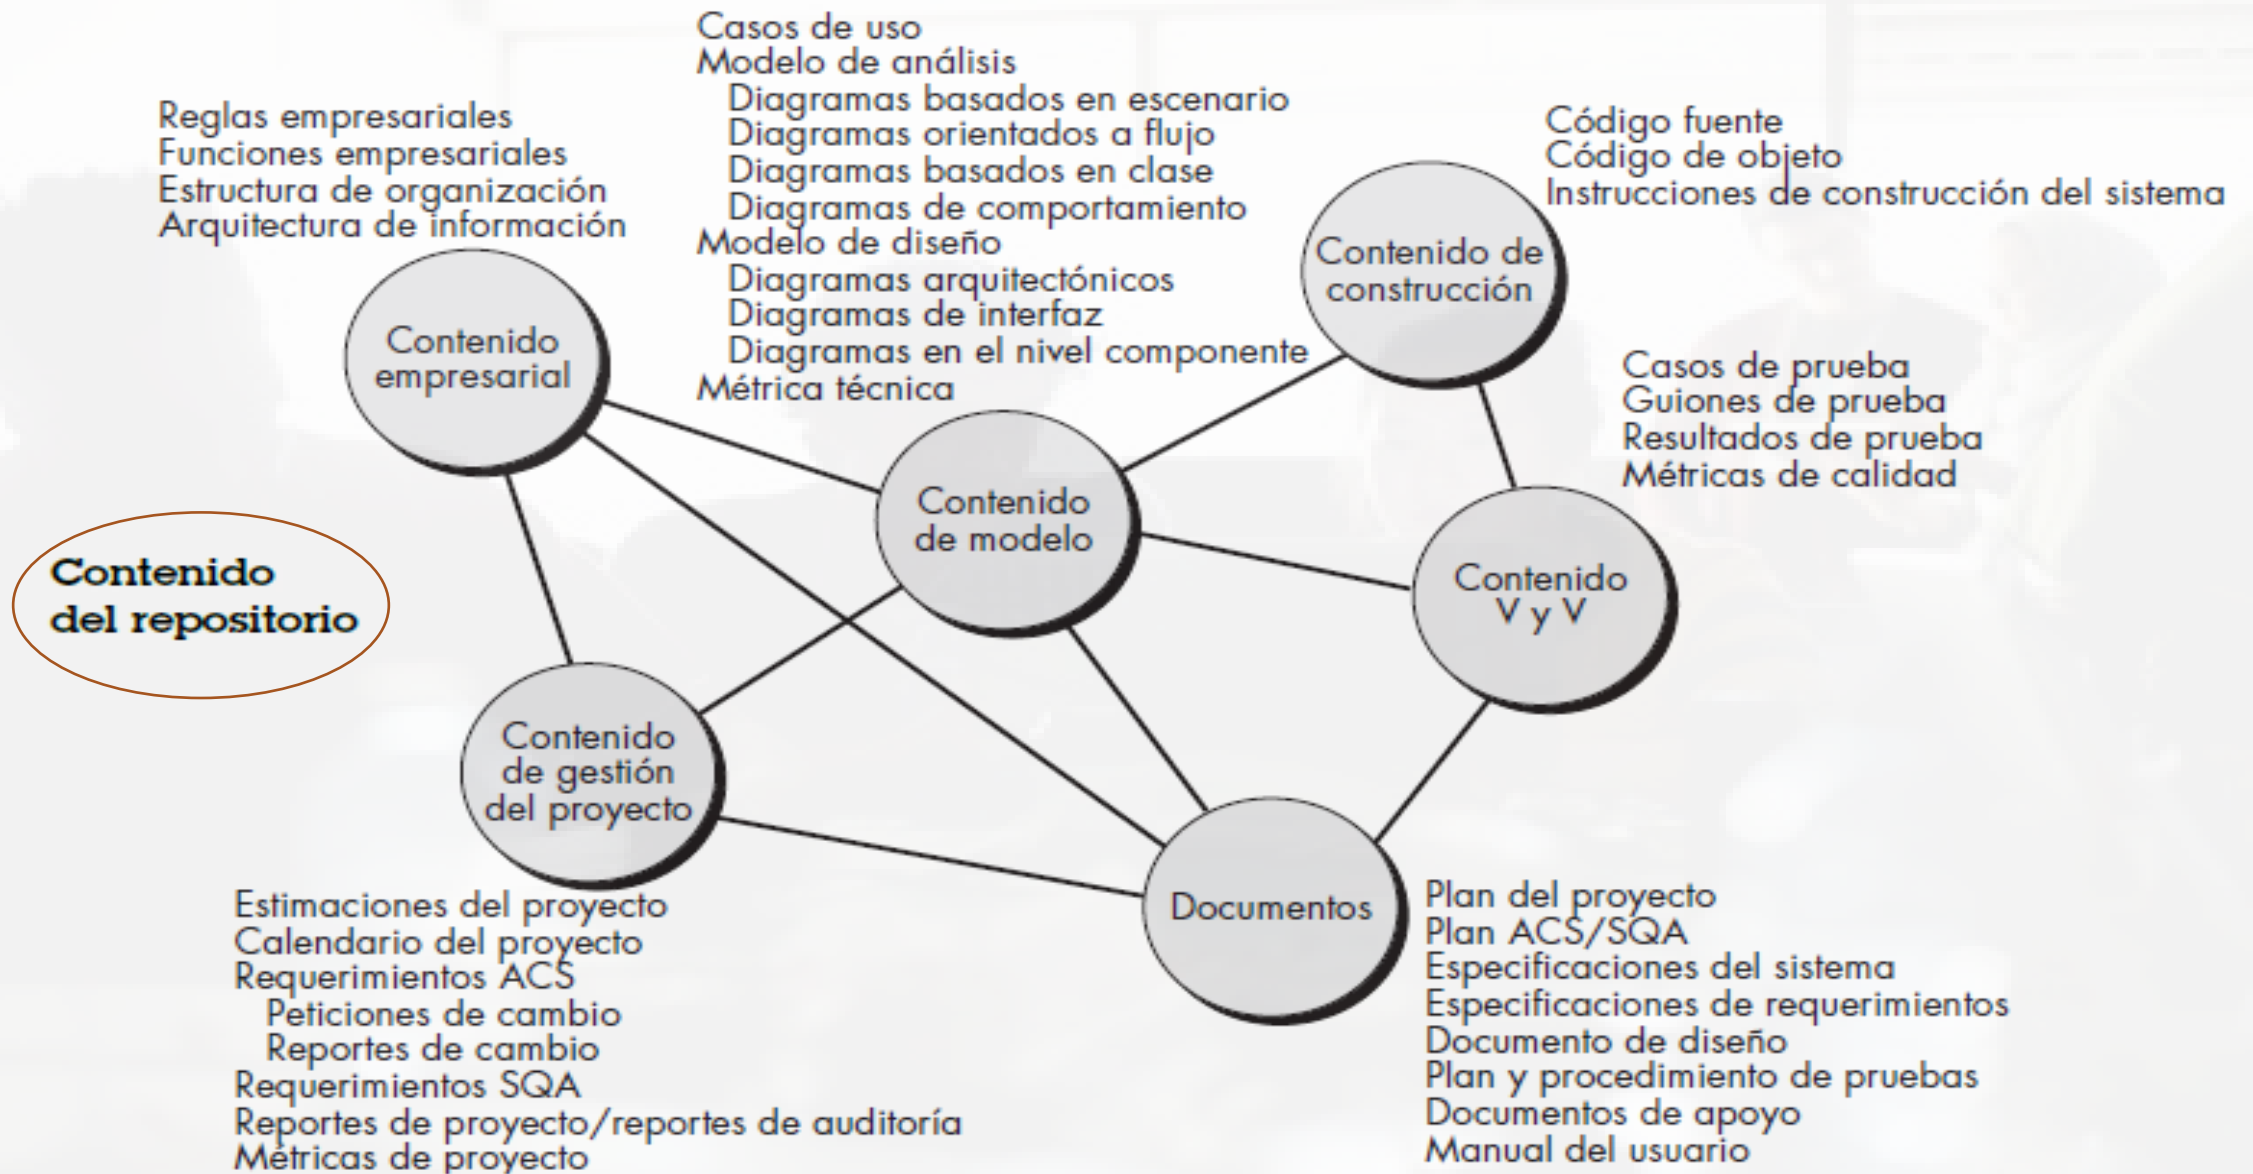 Casos de uso
Modelo de análisis
Diagramas basados en escenario
Diagramas orientados a flujo
Diagramas basados en clase
Diagramas de comportamiento
Modelo de diseño
Diagramas arquitectónicos
Diagramas de interfaz
Diagramas en el nivel componente
Métrica técnica
Reglas empresariales
Funciones empresariales
Estructura de organización
Arquitectura de información
Código fuente
Código de objeto
Instrucciones de construcción del sistema
Contenido de
construcción
Contenido
empresarial
Casos de prueba
Guiones de prueba
Resultados de prueba
Métricas de calidad
Contenido
de modelo
Contenido
V y V
Contenido
del repositorio
Contenido
de gestión
del proyecto
Documentos
Estimaciones del proyecto
Calendario del proyecto
Requerimientos ACS
Peticiones de cambio
Reportes de cambio
Requerimientos SQA
Reportes de proyecto/reportes de auditoría
Métricas de proyecto
Plan del proyecto
Plan ACS/SQA
Especificaciones del sistema
Especificaciones de requerimientos
Documento de diseño
Plan y procedimiento de pruebas
Documentos de apoyo
Manual del usuario